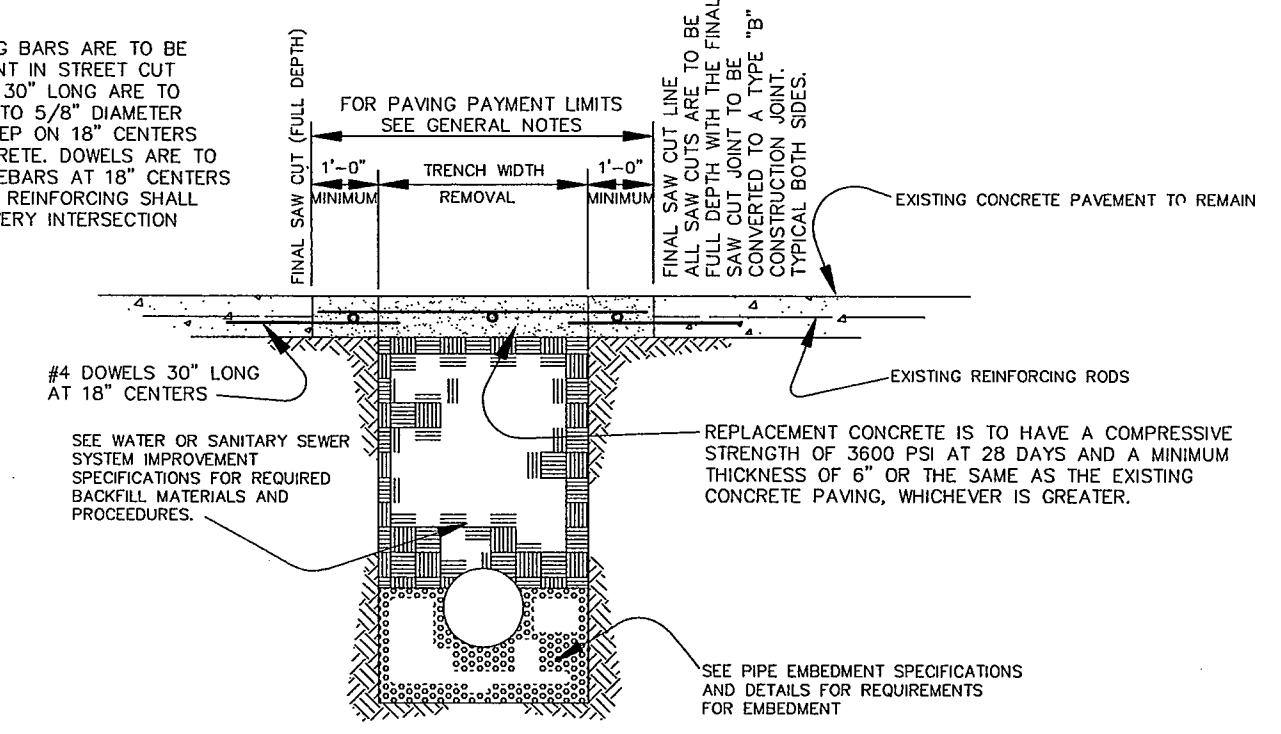 G BARS ARE TO BE
NT IN STREET CUT
30" LONG ARE TO
TO 5/8" DIAMETER
EP ON 18" CENTERS
RETE. DOWELS ARE TO
EBARS AT 18" CENTERS
REINFORCING SHALL
VERY INTERSECTION
FINAL SAW CUT (FULL DEPTH)
FOR PAVING PAYMENT LIMITS
SEE GENERAL NOTES
1'-0"
MINIMUM
TRENCH WIDTH
REMOVAL
1'-0"
MINIMUM
FINAL SAW CUT LINE
ALL SAW CUTS ARE TO BE
FULL DEPTH WITH THE FINAL
SAW CUT JOINT TO BE
CONVERTED TO A TYPE "B"
CONSTRUCTION JOINT.
TYPICAL BOTH SIDES.
EXISTING CONCRETE PAVEMENT TO REMAIN
#4 DOWELS 30" LONG
AT 18" CENTERS
EXISTING REINFORCING RODS
SEE WATER OR SANITARY SEWER
SYSTEM IMPROVEMENT
SPECIFICATIONS FOR REQUIRED
BACKFILL MATERIALS AND
PROCEEDURES.
REPLACEMENT CONCRETE IS TO HAVE A COMPRESSIVE
STRENGTH OF 3600 PSI AT 28 DAYS AND A MINIMUM
THICKNESS OF 6" OR THE SAME AS THE EXISTING
CONCRETE PAVING, WHICHEVER IS GREATER.
SEE PIPE EMBEDMENT SPECIFICATIONS
AND DETAILS FOR REQUIREMENTS
FOR EMBEDMENT